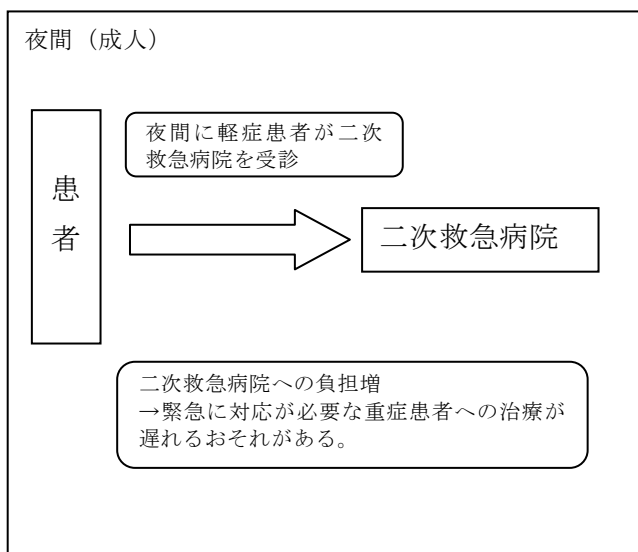 夜間（成人）
夜間に軽症患者が二次
救急病院を受診
患者
二次救急病院
二次救急病院への負担増
→緊急に対応が必要な重症患者への治療が
遅れるおそれがある。